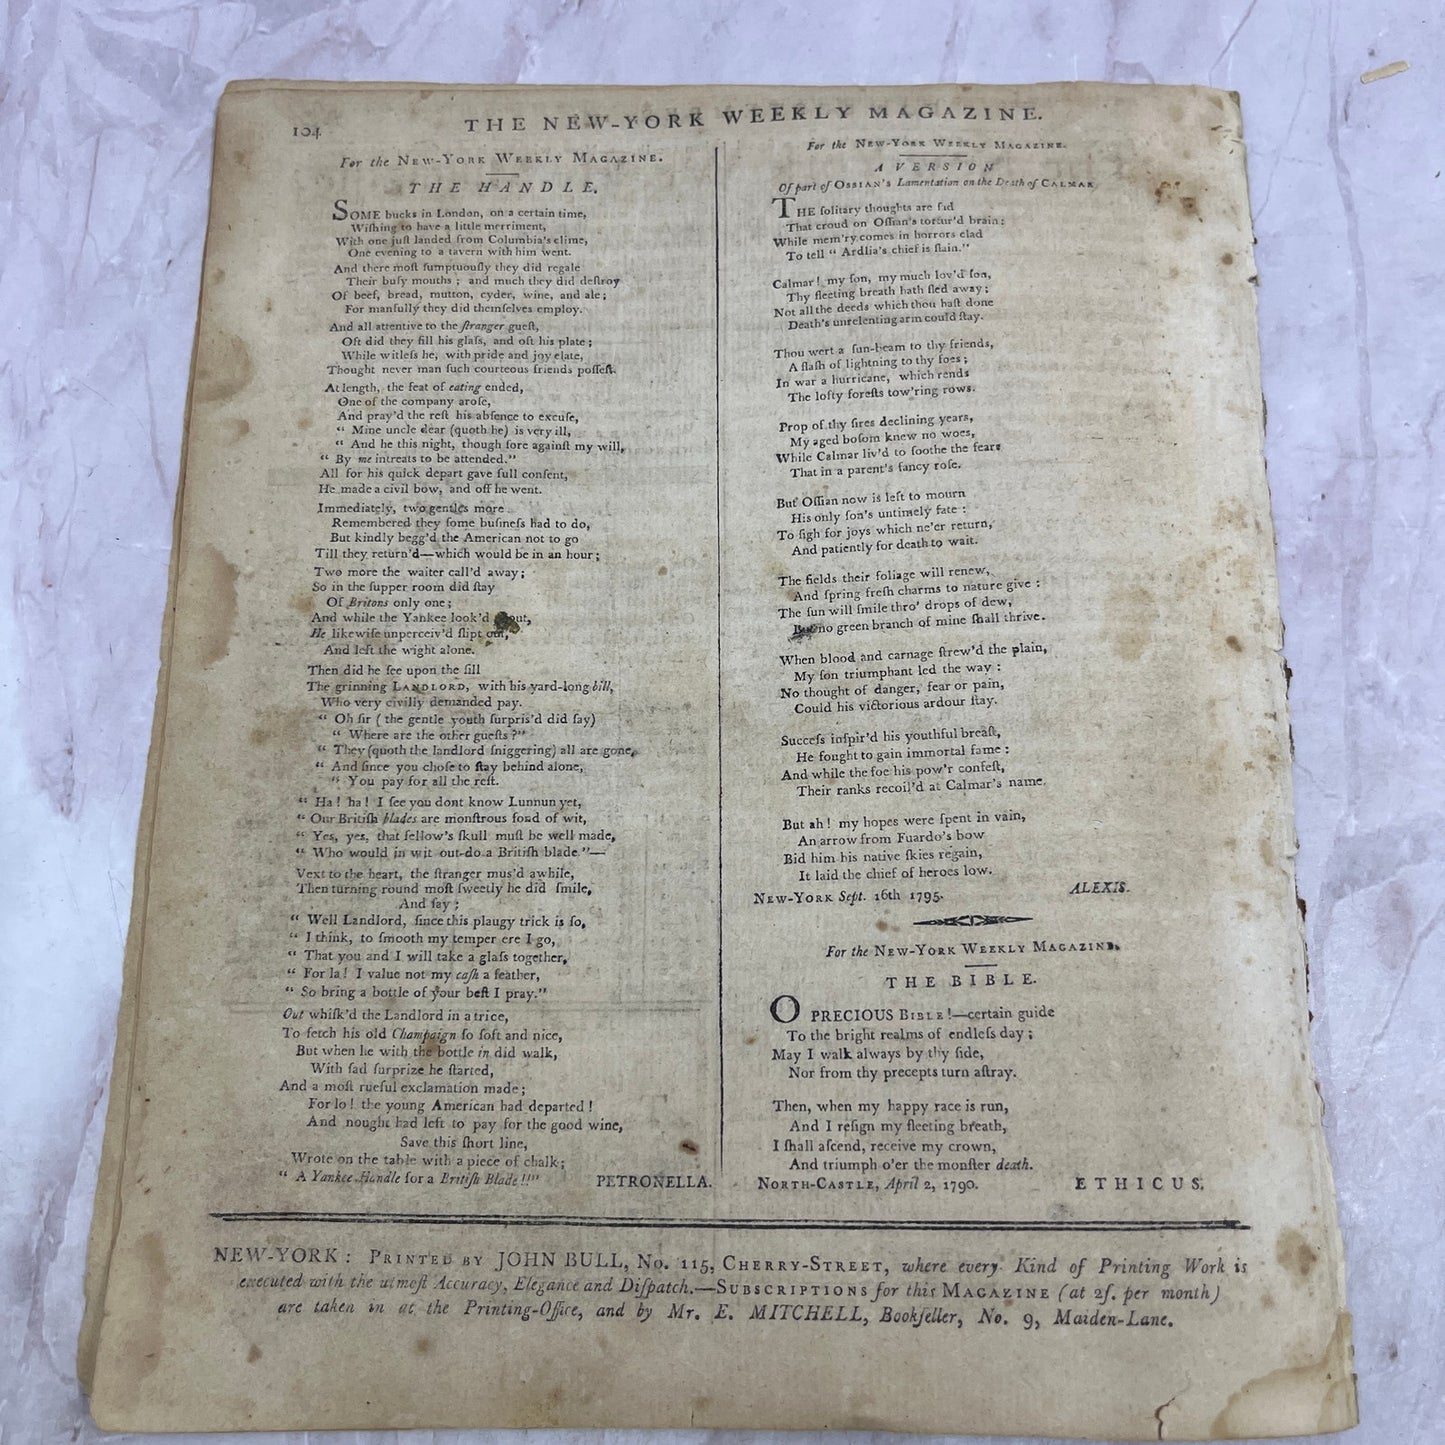 104
THE NEW-YORK WEEKLY MAGAZINE.
For the NEW-YORK WEEKLY MAGAZINE.
THE HANDLE.
SOME bucks in London, on a certain time,
Wiſhing to have a little merriment,
With one juſt landed from Columbia's clime,
One evening to a tavern with him went.
And there moſt ſumptuouſly they did regale
Their buſy mouths ; and much they did deſtroy
Of beef, bread, mutton, cyder, wine, and ale;
For manfully they did themſelves employ.
And all attentive to the ſtranger gueſt,
Oft did they fill his glaſs, and oft his plate ;
While witleſs he, with pride and joy elate,
Thought never man ſuch courteous friends poſſeſt.
At length, the feat of eating ended,
One of the company aroſe,
And pray'd the reſt his abſence to excuſe,
“ Mine uncle dear (quoth he) is very ill,
“ And he this night, though ſore againſt my will,
“ By me intreats to be attended.”
All for his quick depart gave full conſent,
He made a civil bow, and off he went.
Immediately, two gentles more
Remembered they ſome buſineſs had to do,
But kindly begg'd the American not to go
Till they return'd—which would be in an hour ;
Two more the waiter call'd away ;
So in the ſupper room did ſtay
Of Britons only one ;
And while the Yankee look'd about,
He likewiſe unperceiv'd ſlipt out,
And left the wight alone.
Then did he ſee upon the ſill
The grinning LANDLORD, with his yard-long bill,
Who very civilly demanded pay.
“ Oh ſir ( the gentle youth ſurpris'd did ſay)
“ Where are the other gueſts ?”
“ They (quoth the landlord ſniggering) all are gone,
“ And ſince you choſe to ſtay behind alone,
“ You pay for all the reſt.
“ Ha ! ha ! I ſee you dont know Lunnun yet,
“ Our Britiſh blades are monſtrous fond of wit,
“ Yes, yes, that fellow's ſkull muſt be well made,
“ Who would in wit out-do a Britiſh blade.”—
Vext to the heart, the ſtranger mus'd awhile,
Then turning round moſt ſweetly he did ſmile,
And ſay ;
“ Well Landlord, ſince this plaugy trick is ſo,
“ I think, to ſmooth my temper ere I go,
“ That you and I will take a glaſs together,
“ For la ! I value not my caſh a feather,
“ So bring a bottle of your beſt I pray.”
Out whiſk'd the Landlord in a trice,
To fetch his old Champaign ſo ſoft and nice,
But when he with the bottle in did walk,
With ſad ſurprize he ſtarted,
And a moſt rueful exclamation made ;
For lo ! the young American had departed !
And nought had left to pay for the good wine,
Save this ſhort line,
Wrote on the table with a piece of chalk ;
“ A Yankee Handle for a Britiſh Blade !!” PETRONELLA.
For the NEW-YORK WEEKLY MAGAZINE.
A VERSION
Of part of OSSIAN's Lamentation on the Death of CALMAR
THE ſolitary thoughts are ſad
That croud on Oſſian's tortur'd brain ;
While mem'ry comes in horrors clad
To tell “ Ardlia's chief is ſlain.”
Calmar ! my ſon, my much lov'd ſon,
Thy fleeting breath hath fled away ;
Not all the deeds which thou haſt done
Death's unrelenting arm could ſtay.
Thou wert a ſun-beam to thy friends,
A flaſh of lightning to thy foes ;
In war a hurricane, which rends
The lofty foreſts tow'ring rows.
Prop of thy ſires declining years,
My aged boſom knew no woes,
While Calmar liv'd to ſoothe the fears
That in a parent's fancy roſe.
But Oſſian now is left to mourn
His only ſon's untimely fate :
To ſigh for joys which ne'er return,
And patiently for death to wait.
The fields their foliage will renew,
And ſpring freſh charms to nature give :
The ſun will ſmile thro' drops of dew,
But no green branch of mine ſhall thrive.
When blood and carnage ſtrew'd the plain,
My ſon triumphant led the way :
No thought of danger, fear or pain,
Could his victorious ardour ſtay.
Succeſs inſpir'd his youthful breaſt,
He fought to gain immortal fame :
And while the foe his pow'r confeſt,
Their ranks recoil'd at Calmar's name.
But ah ! my hopes were ſpent in vain,
An arrow from Fuardo's bow
Bid him his native ſkies regain,
It laid the chief of heroes low.
NEW-YORK Sept. 16th 1795. ALEXIS.
For the NEW-YORK WEEKLY MAGAZINE.
THE BIBLE.
O PRECIOUS BIBLE !—certain guide
To the bright realms of endleſs day ;
May I walk always by thy ſide,
Nor from thy precepts turn aſtray.
Then, when my happy race is run,
And I reſign my fleeting breath,
I ſhall aſcend, receive my crown,
And triumph o'er the monſter death.
NORTH-CASTLE, April 2, 1790. ETHICUS.
NEW-YORK : PRINTED BY JOHN BULL, No. 115, CHERRY-STREET, where every Kind of Printing Work is
executed with the utmoſt Accuracy, Elegance and Diſpatch.—SUBSCRIPTIONS for this MAGAZINE (at 2ſ. per month)
are taken in at the Printing-Office, and by Mr. E. MITCHELL, Bookſeller, No. 9, Maiden-Lane.